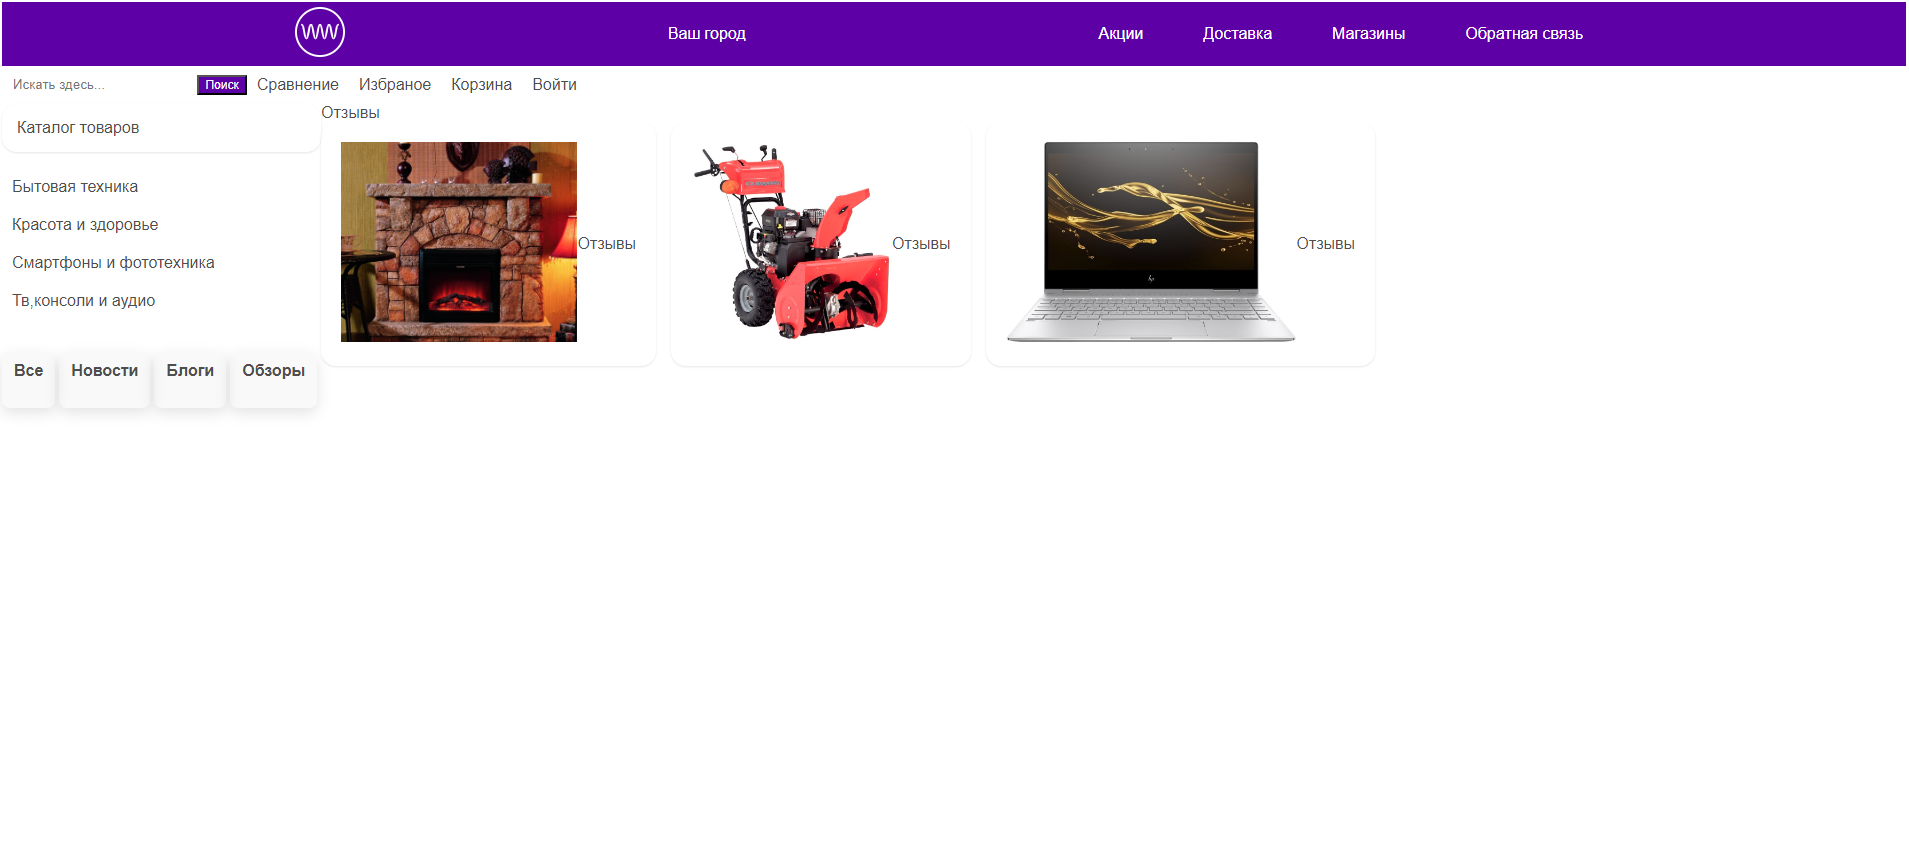 Ваш город Акции Доставка Магазины Обратная связь
Искать здесь... Поиск Сравнение Избраное Корзина Войти
Отзывы
Каталог товаров
Бытовая техника
Красота и здоровье
Смартфоны и фототехника
Тв,консоли и аудио
Отзывы Отзывы Отзывы
Все Новости Блоги Обзоры